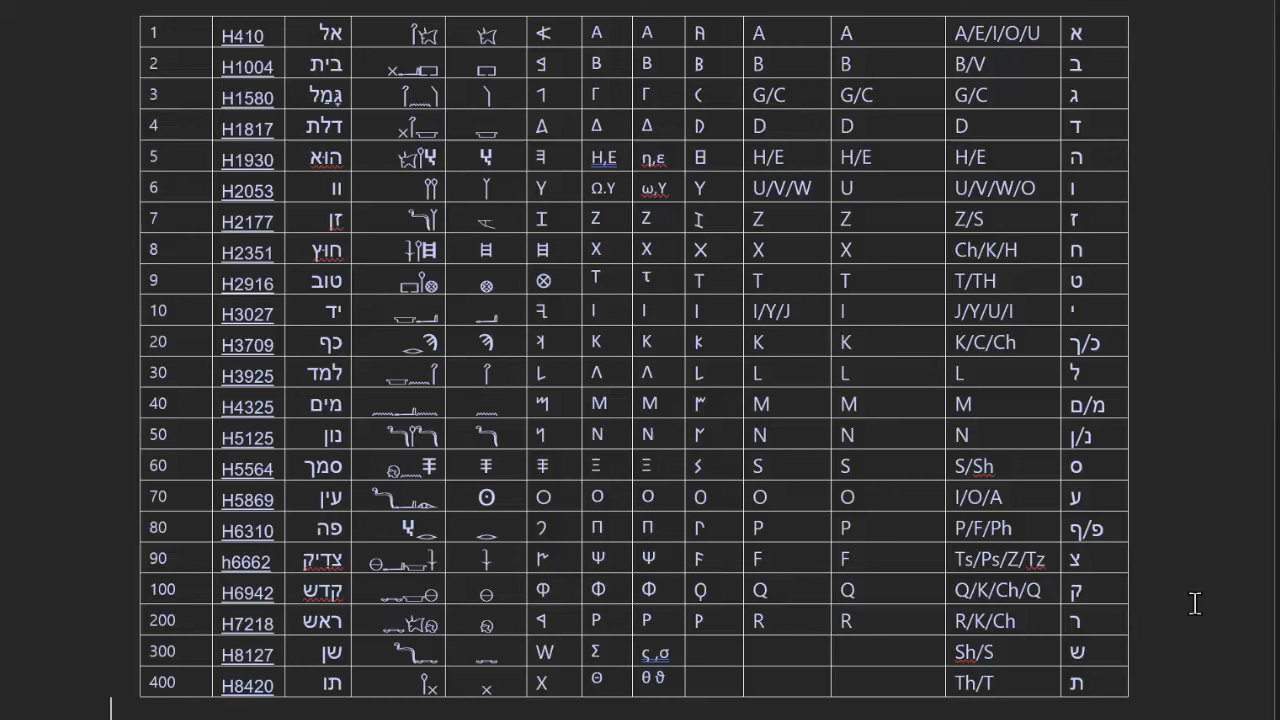 1 H410 אל 𐤀 A A A A A A/E/I/O/U א
2 H1004 בית 𐤁 B B B B B B/V ב
3 H1580 גָּמַל 𐤂 Γ Γ G/C G/C G/C ג
4 H1817 דלת 𐤃 Δ Δ D D D D ד
5 H1930 הוּא 𐤄 H,E η,ε H/E H/E H/E ה
6 H2053 וו 𐤅 Ω.Υ ω,Υ Y U/V/W U U/V/W/O ו
7 H2177 זן I Z Z I Z Z Z/S ז
8 H2351 חוּץ 𐤇 X X X X X Ch/K/H ח
9 H2916 טוב ⊗ T τ T T T T/TH ט
10 H3027 יד I I I I/Y/J I J/Y/U/I י
20 H3709 כף K K K K K/C/Ch כ/ך
30 H3925 למד 𐤋 Λ Λ L L L ל
40 H4325 מים 𐤌 M M M M M מ/ם
50 H5125 נון 𐤍 N N N N N נ/ן
60 H5564 סמך Ξ Ξ S S S/Sh ס
70 H5869 עין O O O O O O I/O/A ע
80 H6310 פה Π Π P P P/F/Ph פ/ף
90 h6662 צדיק Ψ Ψ F F Ts/Ps/Z/Tz צ
100 H6942 קדש Φ Φ Φ Q Q Q/K/Ch/Q ק
200 H7218 ראש P P R R R/K/Ch ר
300 H8127 שן W Σ ς,σ Sh/S ש
400 H8420 תו X Θ θ ϑ Th/T ת